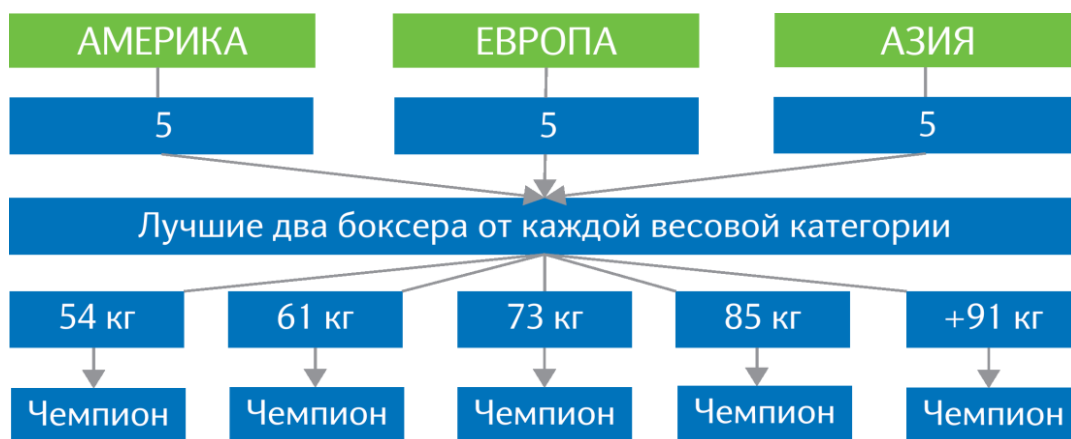 АМЕРИКА
ЕВРОПА
АЗИЯ
5
5
5
Лучшие два боксера от каждой весовой категории
54 кг
61 кг
73 кг
85 кг
+91 кг
Чемпион
Чемпион
Чемпион
Чемпион
Чемпион